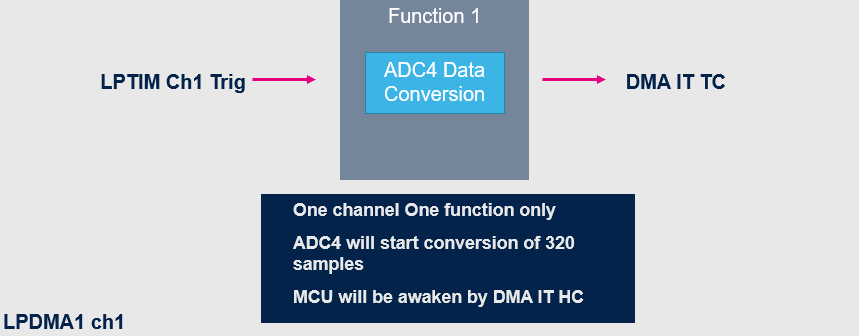 Function 1
LPTIM Ch1 Trig
ADC4 Data
Conversion
DMA IT TC
One channel One function only
ADC4 will start conversion of 320
samples
MCU will be awaken by DMA IT HC
LPDMA1 ch1